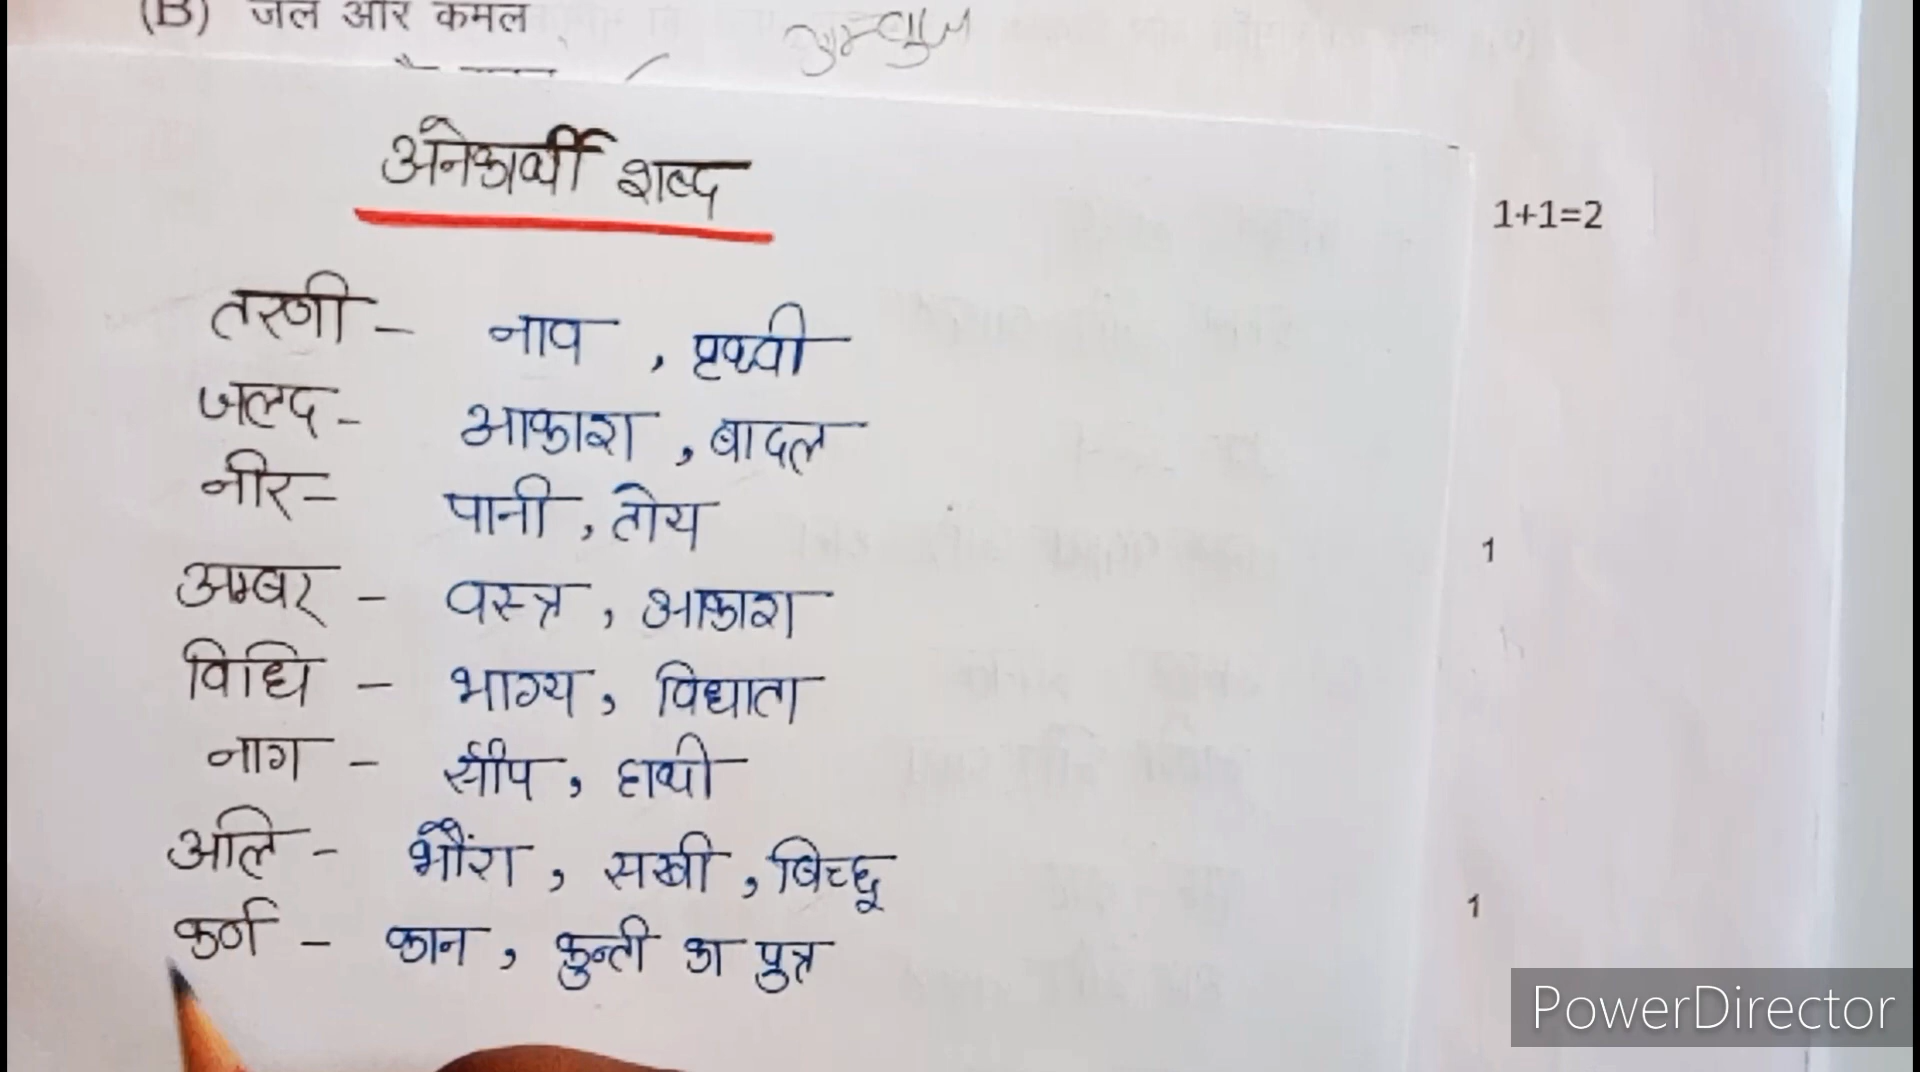 (B) जल और कमल
अनेकार्थी शब्द
1+1=2
तरणी - नाव , पृथ्वी
जलद - आकाश , बादल
नीर - पानी , तोय
1
अम्बर - वस्त्र , आकाश
विधि - भाग्य , विधाता
नाग - साँप , हाथी
अलि - भौंरा , सखी , बिच्छू
1
कर्ण - कान , कुन्ती का पुत्र
PowerDirector